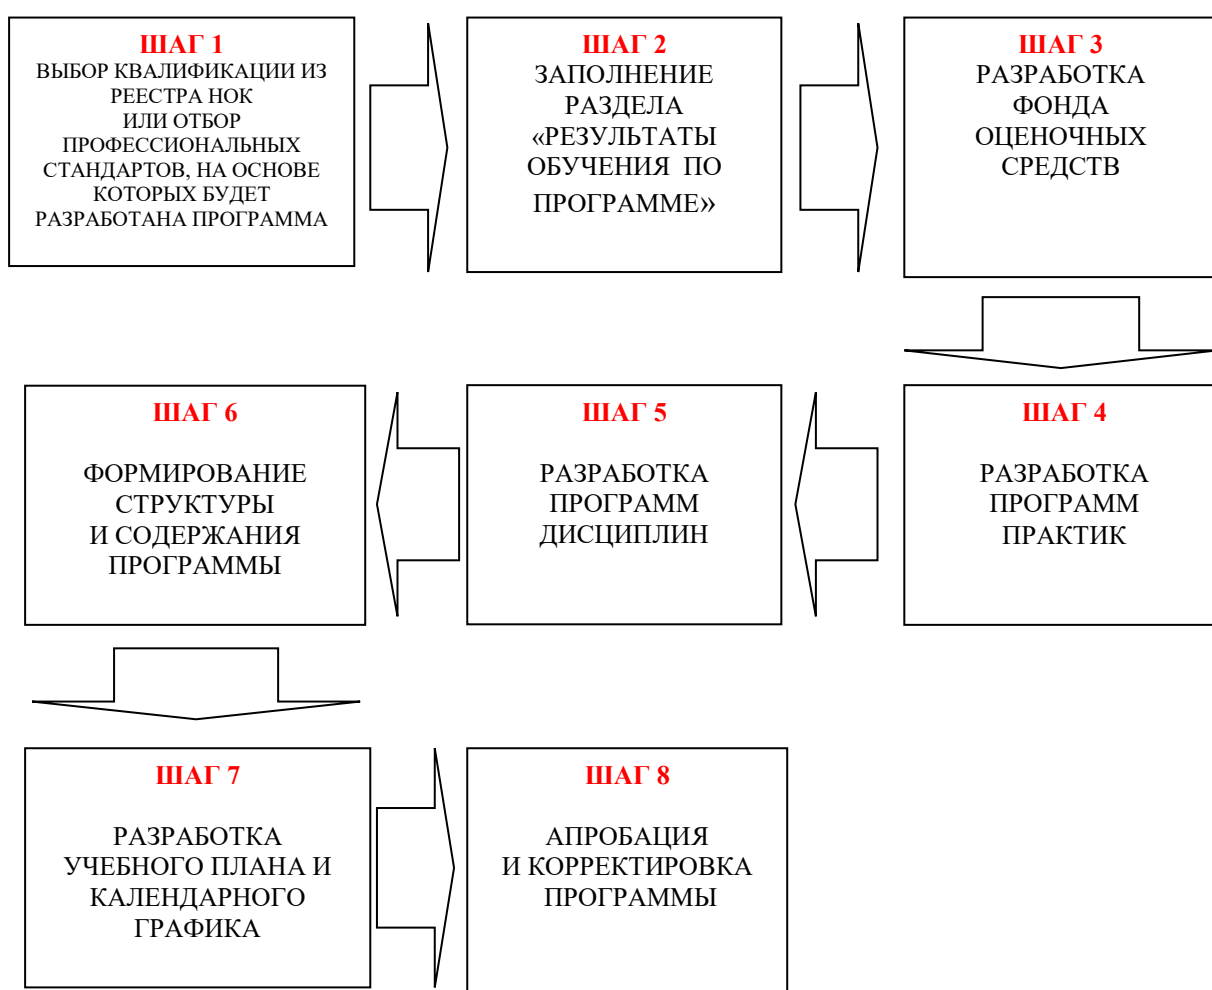 ШАГ 1
ВЫБОР КВАЛИФИКАЦИИ ИЗ
РЕЕСТРА НОК
ИЛИ ОТБОР
ПРОФЕССИОНАЛЬНЫХ
СТАНДАРТОВ, НА ОСНОВЕ
КОТОРЫХ БУДЕТ
РАЗРАБОТАНА ПРОГРАММА
ШАГ 2
ЗАПОЛНЕНИЕ
РАЗДЕЛА
«РЕЗУЛЬТАТЫ
ОБУЧЕНИЯ ПО
ПРОГРАММЕ»
ШАГ 3
РАЗРАБОТКА
ФОНДА
ОЦЕНОЧНЫХ
СРЕДСТВ
ШАГ 4
РАЗРАБОТКА
ПРОГРАММ
ПРАКТИК
ШАГ 5
РАЗРАБОТКА
ПРОГРАММ
ДИСЦИПЛИН
ШАГ 6
ФОРМИРОВАНИЕ
СТРУКТУРЫ
И СОДЕРЖАНИЯ
ПРОГРАММЫ
ШАГ 7
РАЗРАБОТКА
УЧЕБНОГО ПЛАНА И
КАЛЕНДАРНОГО
ГРАФИКА
ШАГ 8
АПРОБАЦИЯ
И КОРРЕКТИРОВКА
ПРОГРАММЫ